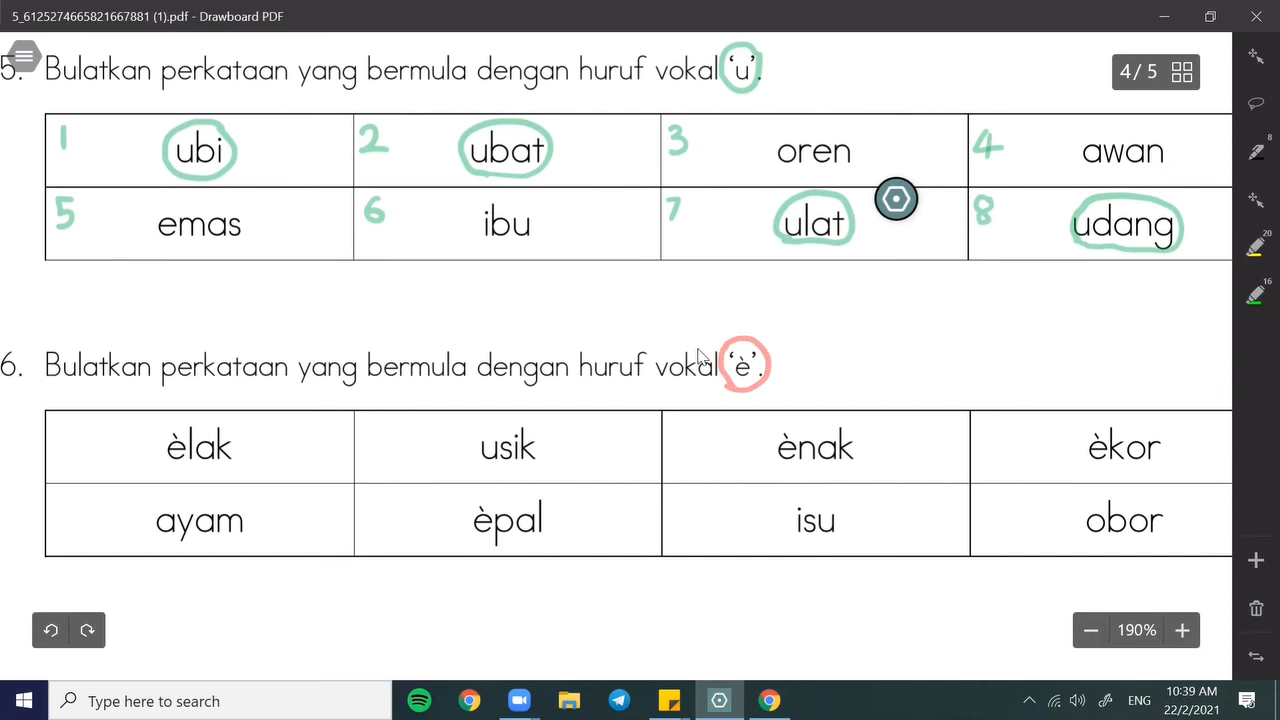 5_6125274665821667881 (1).pdf - Drawboard PDF
5. Bulatkan perkataan yang bermula dengan huruf vokal 'u'.
4 / 5
1 ubi 2 ubat 3 oren 4 awan
5 emas 6 ibu 7 ulat 8 udang
6. Bulatkan perkataan yang bermula dengan huruf vokal 'è'.
èlak usik ènak èkor
ayam èpal isu obor
8
20
16
190%
Type here to search
ENG
10:39 AM
22/2/2021